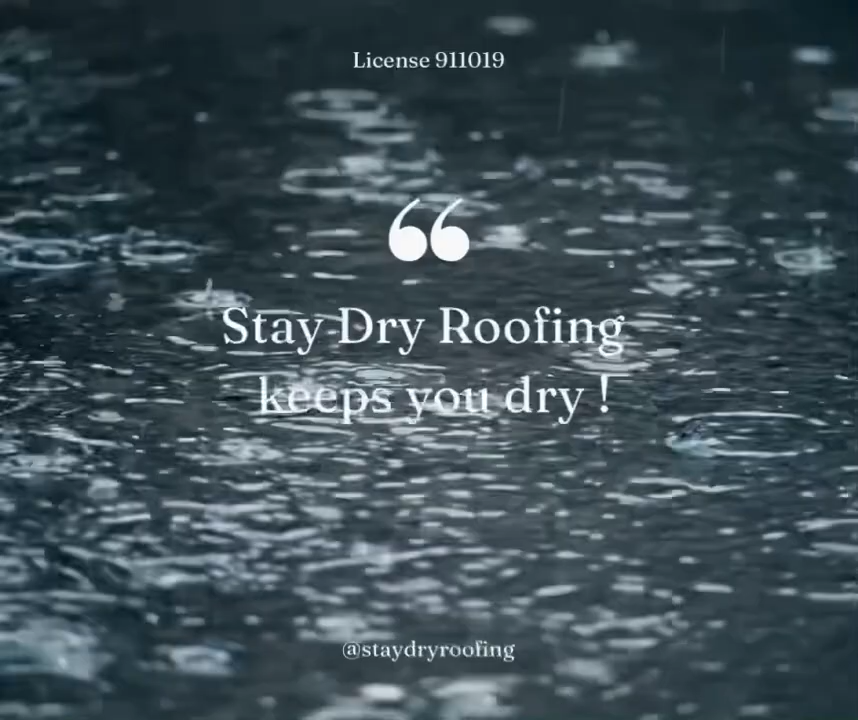 License 911019
“
Stay Dry Roofing
keeps you dry !
@staydryroofing